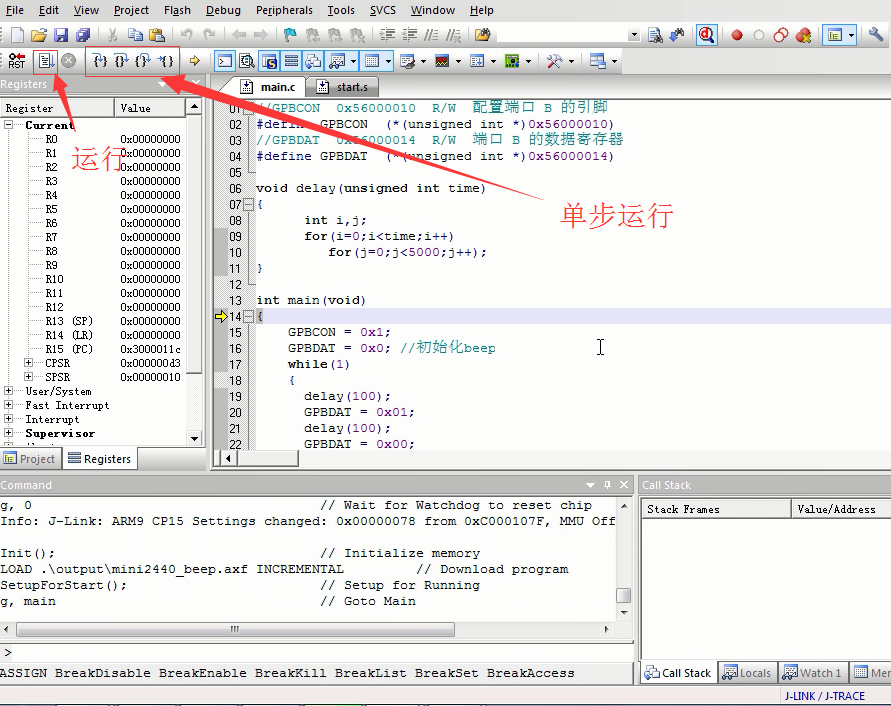 File Edit View Project Flash Debug Peripherals Tools SVCS Window Help
RST
Registers
main.c start.s
Register Value
Current
R0 0x00000000
R1 0x00000000
R2 0x00000000
R3 0x00000000
R4 0x00000000
R5 0x00000000
R6 0x00000000
R7 0x00000000
R8 0x00000000
R9 0x00000000
R10 0x00000000
R11 0x00000000
R12 0x00000000
R13 (SP) 0x00000000
R14 (LR) 0x00000000
R15 (PC) 0x3000011c
CPSR 0x000000d3
SPSR 0x00000010
User/System
Fast Interrupt
Interrupt
Supervisor
运行
单步运行
01 //GPBCON 0x56000010 R/W 配置端口 B 的引脚
02 #define GPBCON (*(unsigned int *)0x56000010)
03 //GPBDAT 0x56000014 R/W 端口 B 的数据寄存器
04 #define GPBDAT (*(unsigned int *)0x56000014)
05
06 void delay(unsigned int time)
07 {
08 int i,j;
09 for(i=0;i<time;i++)
10 for(j=0;j<5000;j++);
11 }
12
13 int main(void)
14 {
15 GPBCON = 0x1;
16 GPBDAT = 0x0; //初始化beep
17 while(1)
18 {
19 delay(100);
20 GPBDAT = 0x01;
21 delay(100);
22 GPBDAT = 0x00;
Project Registers
Command
g, 0 // Wait for Watchdog to reset chip
Info: J-Link: ARM9 CP15 Settings changed: 0x00000078 from 0xC000107F, MMU Off
Init(); // Initialize memory
LOAD .\output\mini2440_beep.axf INCREMENTAL // Download program
SetupForStart(); // Setup for Running
g, main // Goto Main
>
ASSIGN BreakDisable BreakEnable BreakKill BreakList BreakSet BreakAccess
Call Stack
Stack Frames Value/Address
Call Stack Locals Watch 1
J-LINK / J-TRACE